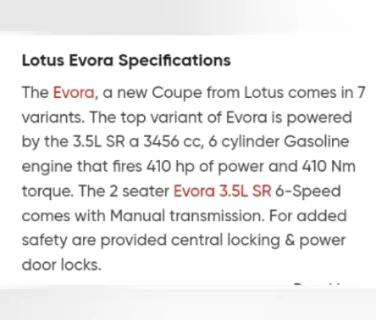 Lotus Evora Specifications
The Evora, a new Coupe from Lotus comes in 7
variants. The top variant of Evora is powered
by the 3.5L SR a 3456 cc, 6 cylinder Gasoline
engine that fires 410 hp of power and 410 Nm
torque. The 2 seater Evora 3.5L SR 6-Speed
comes with Manual transmission. For added
safety are provided central locking & power
door locks.